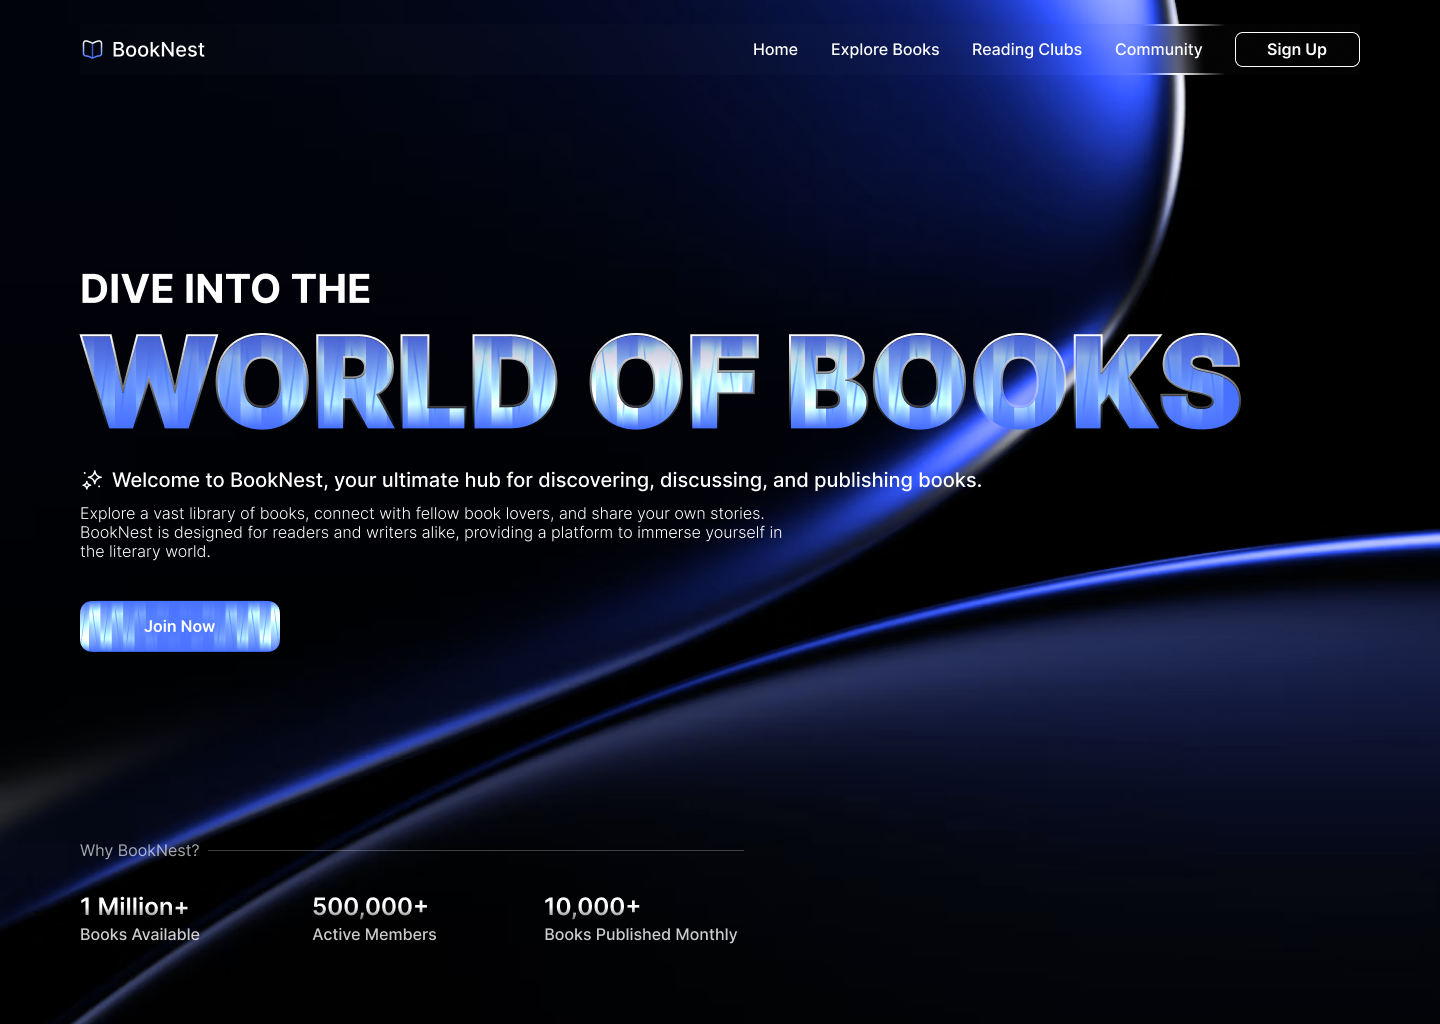 BookNest
Home Explore Books Reading Clubs Community Sign Up
DIVE INTO THE
WORLD OF BOOKS
Welcome to BookNest, your ultimate hub for discovering, discussing, and publishing books.
Explore a vast library of books, connect with fellow book lovers, and share your own stories.
BookNest is designed for readers and writers alike, providing a platform to immerse yourself in
the literary world.
Join Now
Why BookNest?
1 Million+ 500,000+ 10,000+
Books Available Active Members Books Published Monthly